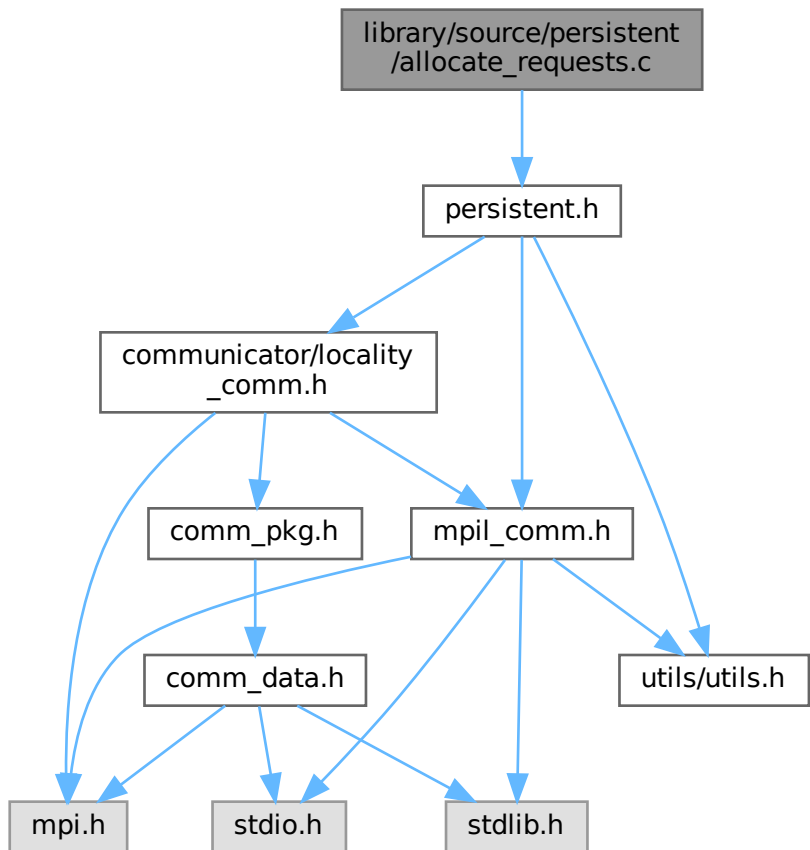 library/source/persistent
/allocate_requests.c
persistent.h
communicator/locality
_comm.h
comm_pkg.h
mpil_comm.h
comm_data.h
utils/utils.h
mpi.h
stdio.h
stdlib.h